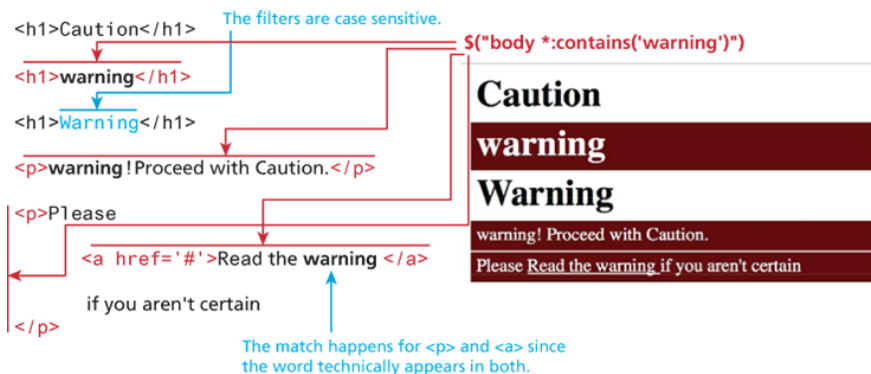 The filters are case sensitive.
<h1>Caution</h1>
$("body *:contains('warning')")
<h1>warning</h1>
<h1>Warning</h1>
<p>warning!Proceed with Caution.</p>
<p>Please
<a href='#'>Read the warning </a>
if you aren't certain
</p>
The match happens for <p> and <a> since
the word technically appears in both.
Caution
warning
Warning
warning! Proceed with Caution.
Please Read the warning if you aren't certain